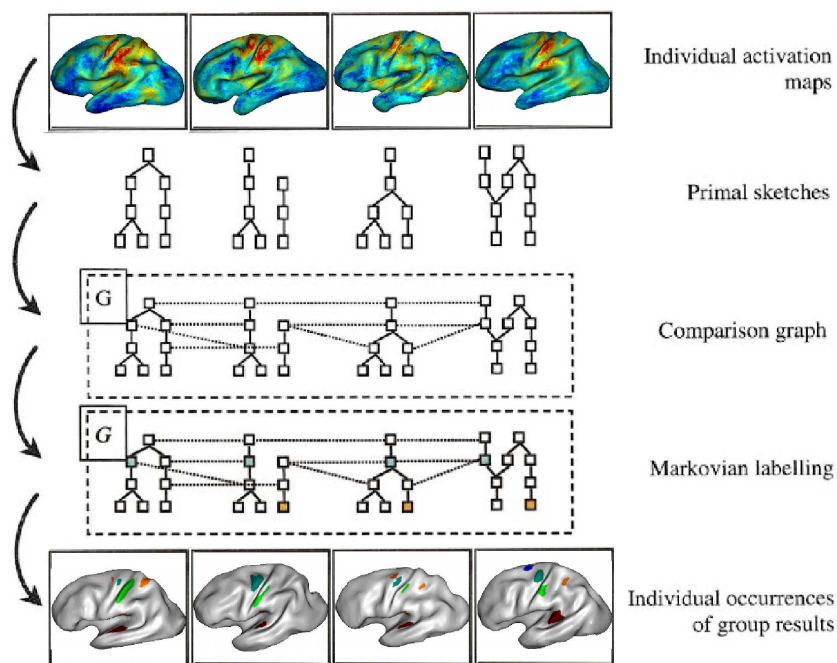 Individual activation
maps
Primal sketches
G
Comparison graph
G
Markovian labelling
Individual occurrences
of group results